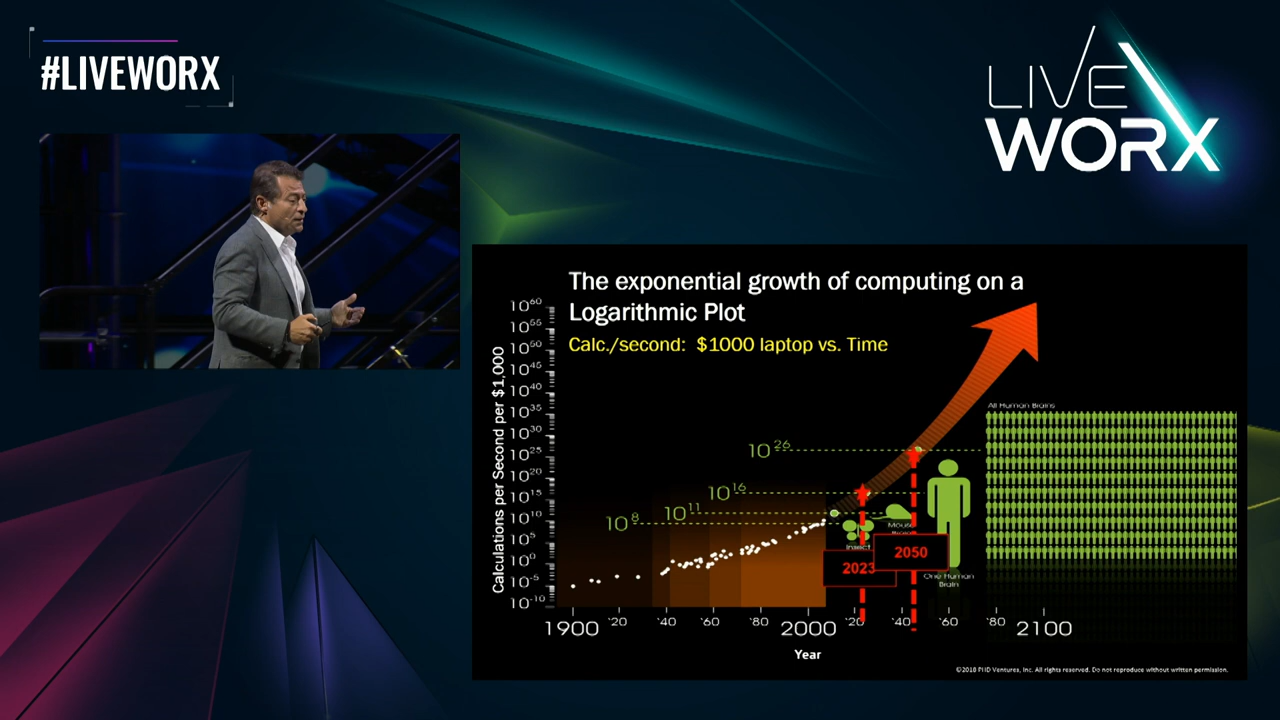 #LIVEWORX
LIVE
WORX
The exponential growth of computing on a
Logarithmic Plot
Calc./second: $1000 laptop vs. Time
Calculations per Second per $1,000
10^60
10^55
10^50
10^45
10^40
10^35
10^30
10^25
10^20
10^15
10^10
10^5
10^0
10^-5
10^-10
10^26
10^16
10^11
10^8
All Human Brains
Mouse
Brain
Insect
2050
2023
One Human
Brain
1900 '20 '40 '60 '80 2000 '20 '40 '60 '80 2100
Year
©2018 PHD Ventures, Inc. All rights reserved. Do not reproduce without written permission.